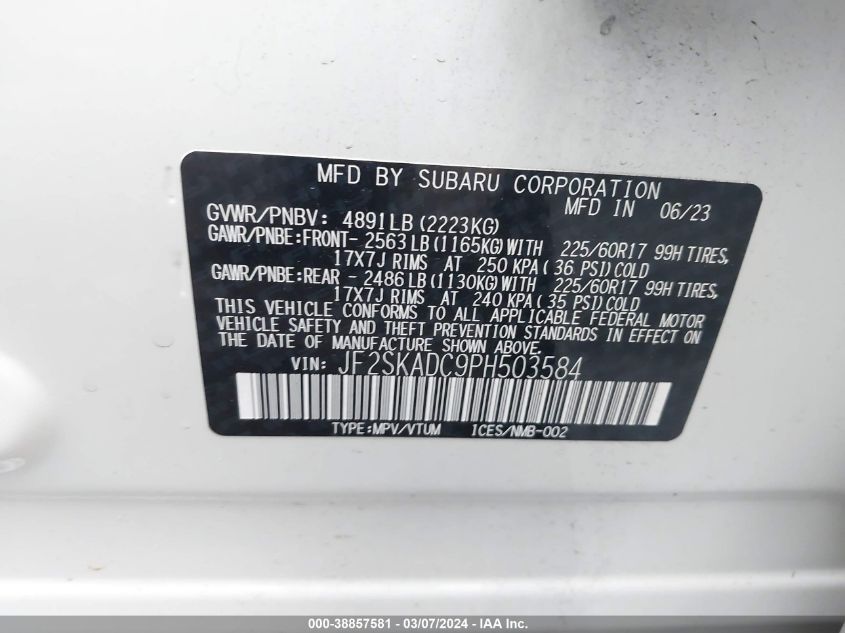 MFD BY SUBARU CORPORATION
MFD IN 06/23
GVWR/PNBV: 4891LB(2223KG)
GAWR/PNBE:FRONT- 2563LB(1165KG)WITH 225/60R17 99H TIRES,
17X7J RIMS AT 250 KPA( 36 PSI)COLD
GAWR/PNBE:REAR - 2486LB(1130KG)WITH 225/60R17 99H TIRES,
17X7J RIMS AT 240 KPA( 35 PSI)COLD
THIS VEHICLE CONFORMS TO ALL APPLICABLE FEDERAL MOTOR
VEHICLE SAFETY AND THEFT PREVENTION STANDARDS IN EFFECT ON
THE DATE OF MANUFACTURE SHOWN ABOVE.
VIN: JF2SKADC9PH503584
TYPE:MPV/VTUM ICES/NMB-002
000-38857581 - 03/07/2024 - IAA Inc.